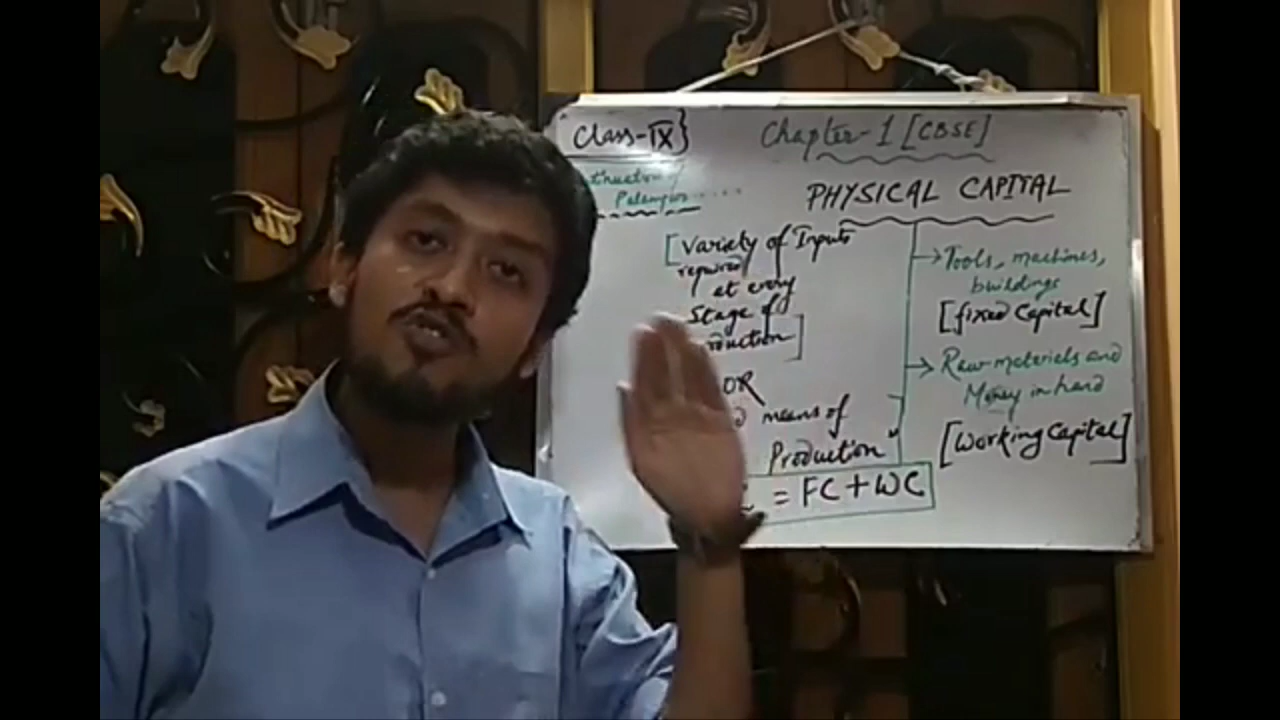 Class-IX}
Chapter-1 [CBSE]
PHYSICAL CAPITAL
[Variety of Inputs
required
at every
Stage of
roduction]
OR
means of
Production
= FC + WC
Tools, machines,
buildings
[fixed Capital]
Raw-materials and
Money in hand
[Working Capital]